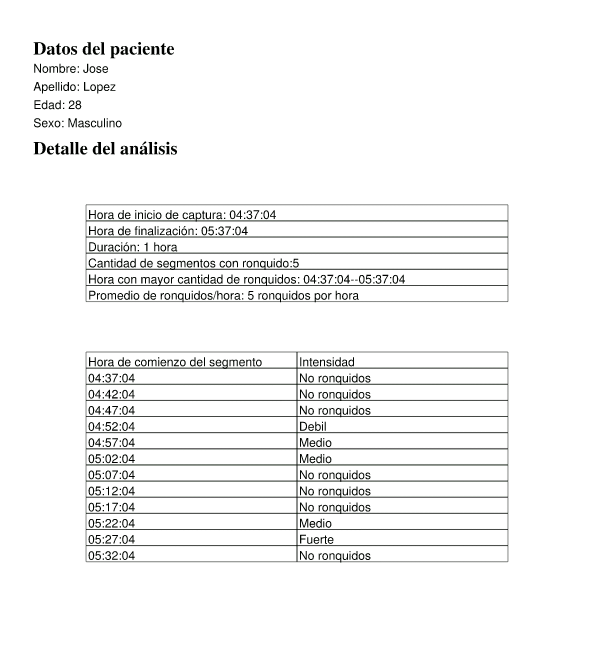 Datos del paciente
Nombre: Jose
Apellido: Lopez
Edad: 28
Sexo: Masculino
Detalle del análisis
Hora de inicio de captura: 04:37:04
Hora de finalización: 05:37:04
Duración: 1 hora
Cantidad de segmentos con ronquido:5
Hora con mayor cantidad de ronquidos: 04:37:04--05:37:04
Promedio de ronquidos/hora: 5 ronquidos por hora
Hora de comienzo del segmento Intensidad
04:37:04 No ronquidos
04:42:04 No ronquidos
04:47:04 No ronquidos
04:52:04 Debil
04:57:04 Medio
05:02:04 Medio
05:07:04 No ronquidos
05:12:04 No ronquidos
05:17:04 No ronquidos
05:22:04 Medio
05:27:04 Fuerte
05:32:04 No ronquidos